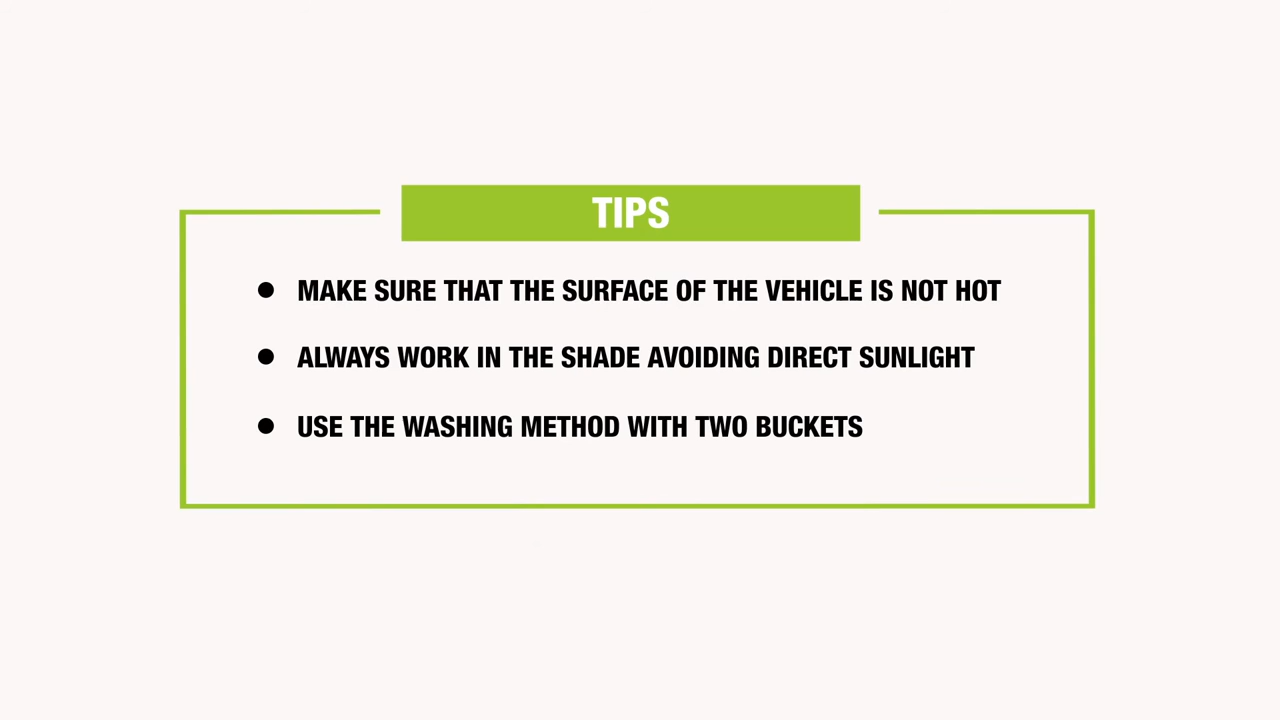 TIPS
● MAKE SURE THAT THE SURFACE OF THE VEHICLE IS NOT HOT
● ALWAYS WORK IN THE SHADE AVOIDING DIRECT SUNLIGHT
● USE THE WASHING METHOD WITH TWO BUCKETS